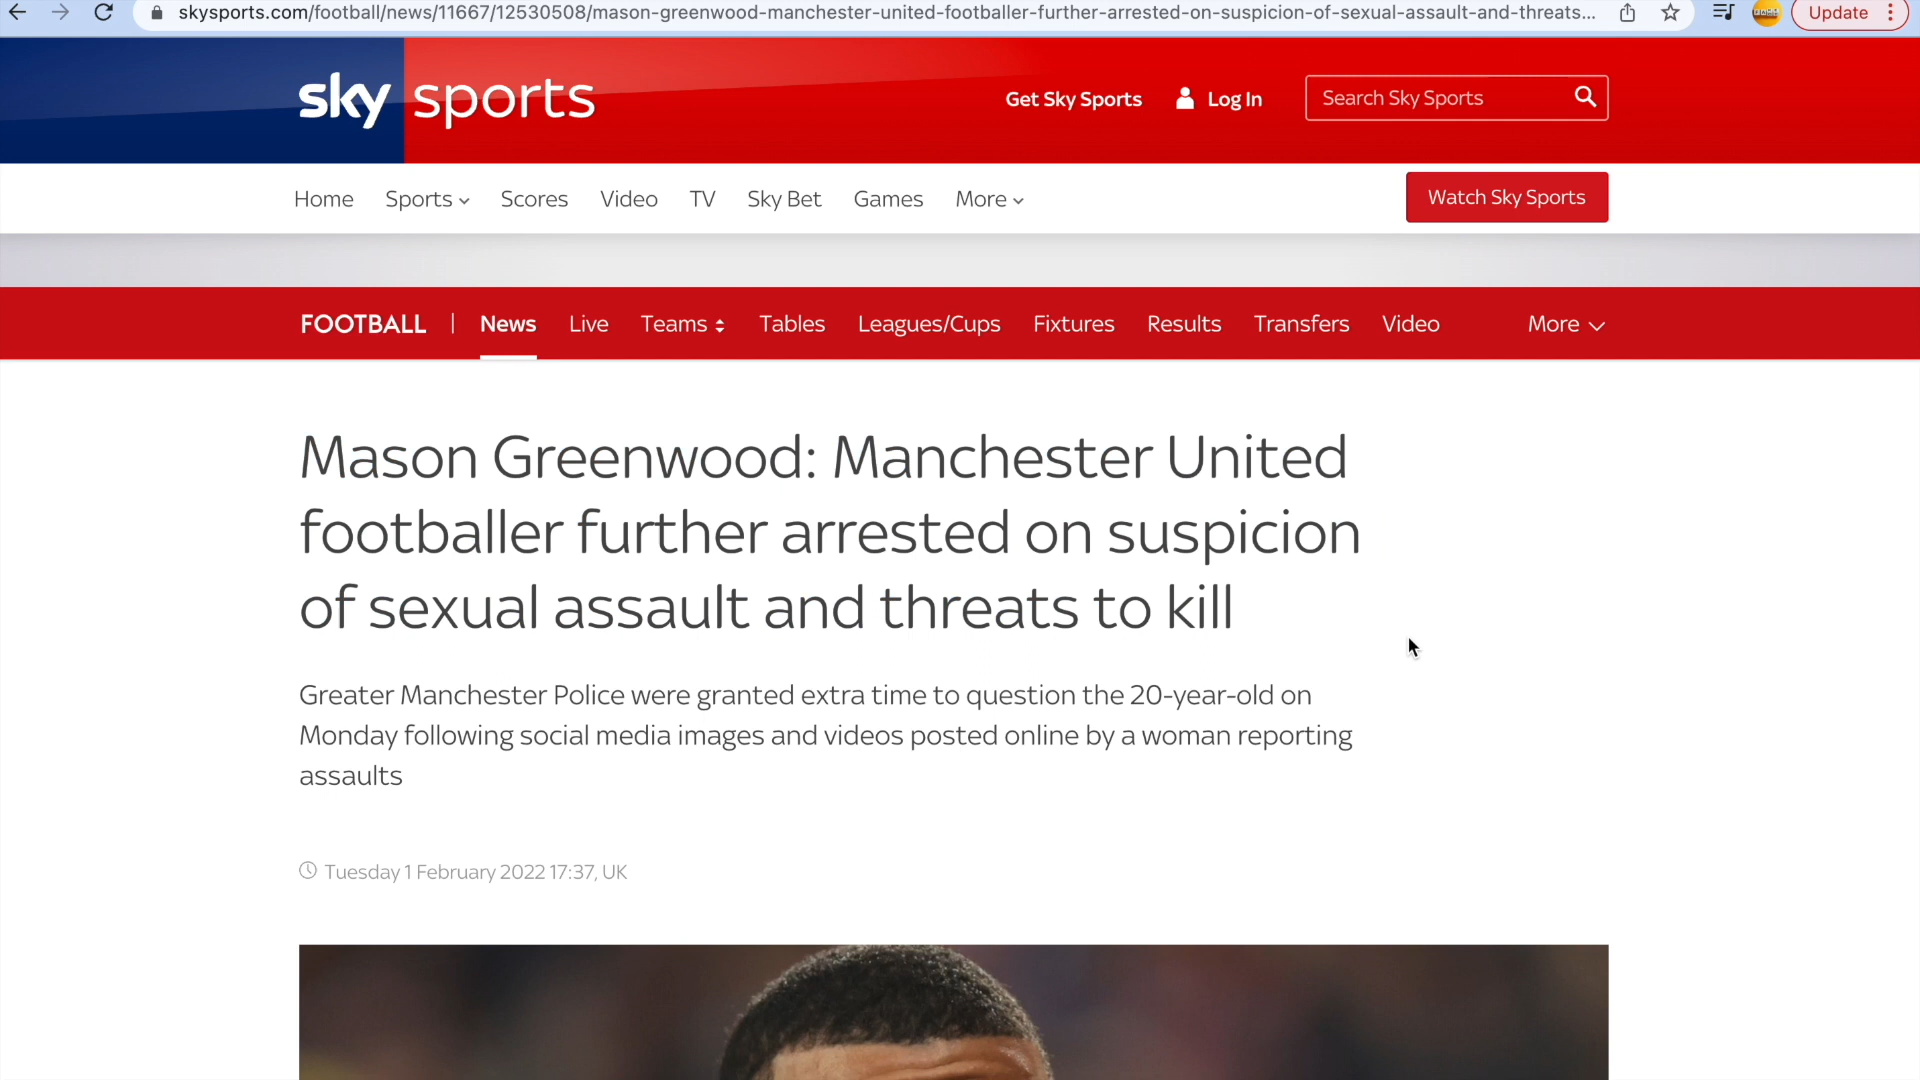 skysports.com/football/news/11667/12530508/mason-greenwood-manchester-united-footballer-further-arrested-on-suspicion-of-sexual-assault-and-threats...
Update
sky sports
Get Sky Sports
Log In
Search Sky Sports
Home Sports Scores Video TV Sky Bet Games More
Watch Sky Sports
FOOTBALL | News Live Teams Tables Leagues/Cups Fixtures Results Transfers Video More
Mason Greenwood: Manchester United
footballer further arrested on suspicion
of sexual assault and threats to kill
Greater Manchester Police were granted extra time to question the 20-year-old on
Monday following social media images and videos posted online by a woman reporting
assaults
Tuesday 1 February 2022 17:37, UK